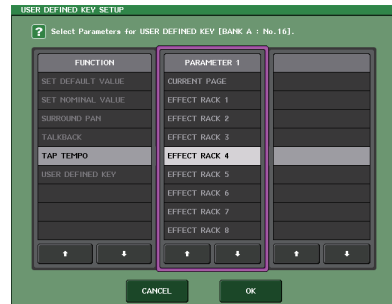 USER DEFINED KEY SETUP
? Select Parameters for USER DEFINED KEY [BANK A : No.16].
FUNCTION
SET DEFAULT VALUE
SET NOMINAL VALUE
SURROUND PAN
TALKBACK
TAP TEMPO
USER DEFINED KEY
PARAMETER 1
CURRENT PAGE
EFFECT RACK 1
EFFECT RACK 2
EFFECT RACK 3
EFFECT RACK 4
EFFECT RACK 5
EFFECT RACK 6
EFFECT RACK 7
EFFECT RACK 8
CANCEL
OK